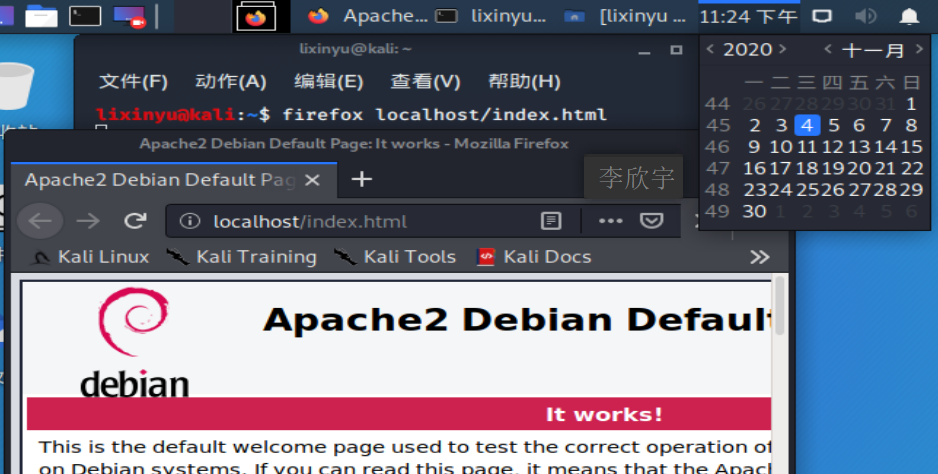 Apache... lixinyu... [lixinyu ... 11:24 下午
lixinyu@kali: ~
< 2020 > < 十一月 >
文件(F) 动作(A) 编辑(E) 查看(V) 帮助(H)
一 二 三 四 五 六 日
44 26 27 28 29 30 31 1
lixinyu@kali:~$ firefox localhost/index.html
45 2 3 4 5 6 7 8
46 9 10 11 12 13 14 15
47 16 17 18 19 20 21 22
48 23 24 25 26 27 28 29
49 30 1 2 3 4 5 6
Apache2 Debian Default Page: It works - Mozilla Firefox
Apache2 Debian Default Pag
李欣宇
localhost/index.html
Kali Linux Kali Training Kali Tools Kali Docs
debian
Apache2 Debian Default
It works!
This is the default welcome page used to test the correct operation of
on Debian systems. If you can read this page, it means that the Apach